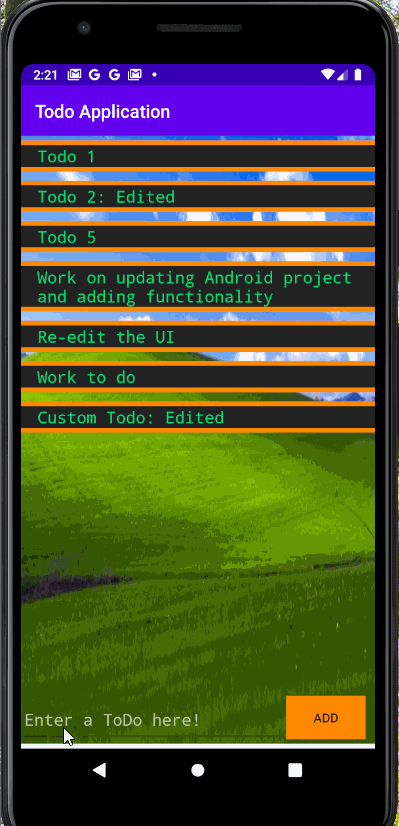 2:21
Todo Application
Todo 1
Todo 2: Edited
Todo 5
Work on updating Android project
and adding functionality
Re-edit the UI
Work to do
Custom Todo: Edited
Enter a ToDo here!
ADD